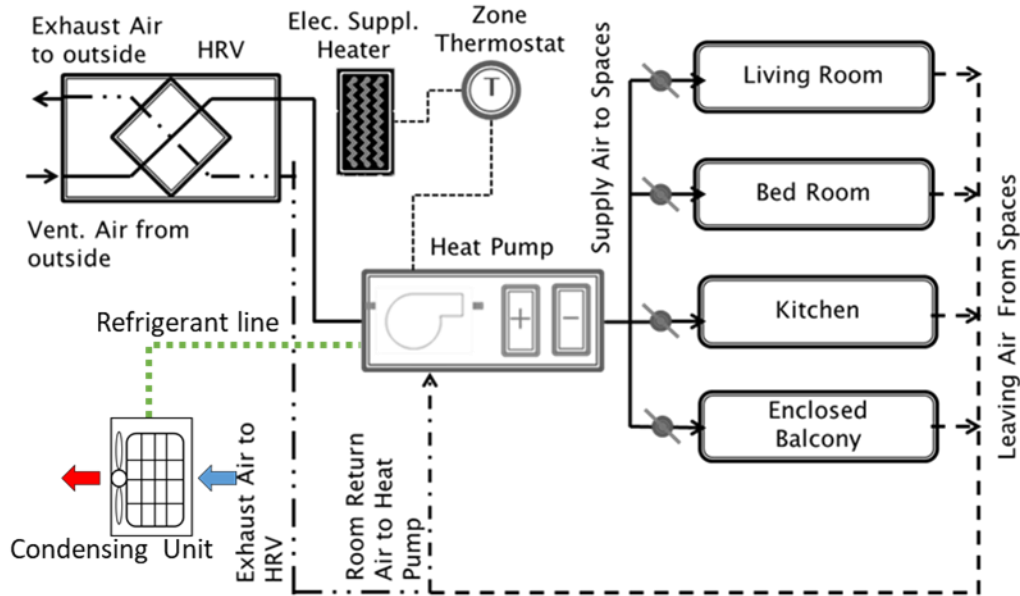 Exhaust Air
to outside
HRV
Elec. Suppl.
Heater
Zone
Thermostat
T
Vent. Air from
outside
Heat Pump
+
−
Supply Air to Spaces
Living Room
Bed Room
Kitchen
Enclosed
Balcony
Leaving Air From Spaces
Refrigerant line
Condensing Unit
Exhaust Air to
HRV
Room Return
Air to Heat
Pump